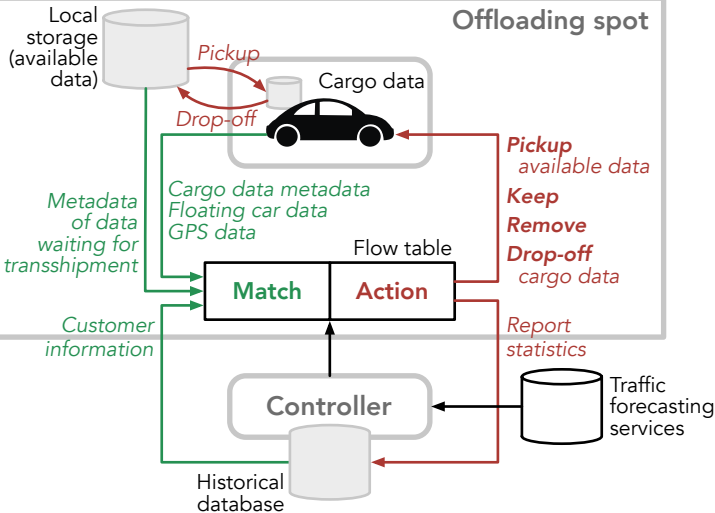 Offloading spot
Local
storage
(available
data)
Pickup
Drop-off
Cargo data
Pickup
available data
Keep
Remove
Drop-off
cargo data
Metadata
of data
waiting for
transshipment
Cargo data metadata
Floating car data
GPS data
Flow table
Match
Action
Customer
information
Report
statistics
Controller
Traffic
forecasting
services
Historical
database